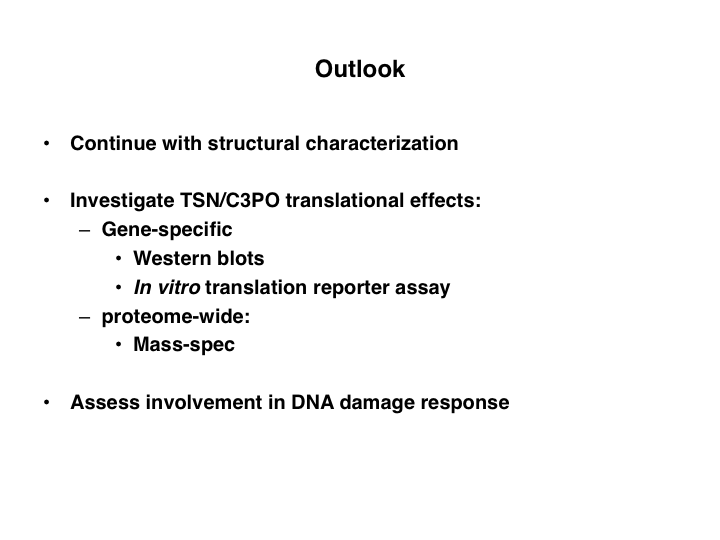 Outlook
• Continue with structural characterization
• Investigate TSN/C3PO translational effects:
– Gene-specific
• Western blots
• In vitro translation reporter assay
– proteome-wide:
• Mass-spec
• Assess involvement in DNA damage response